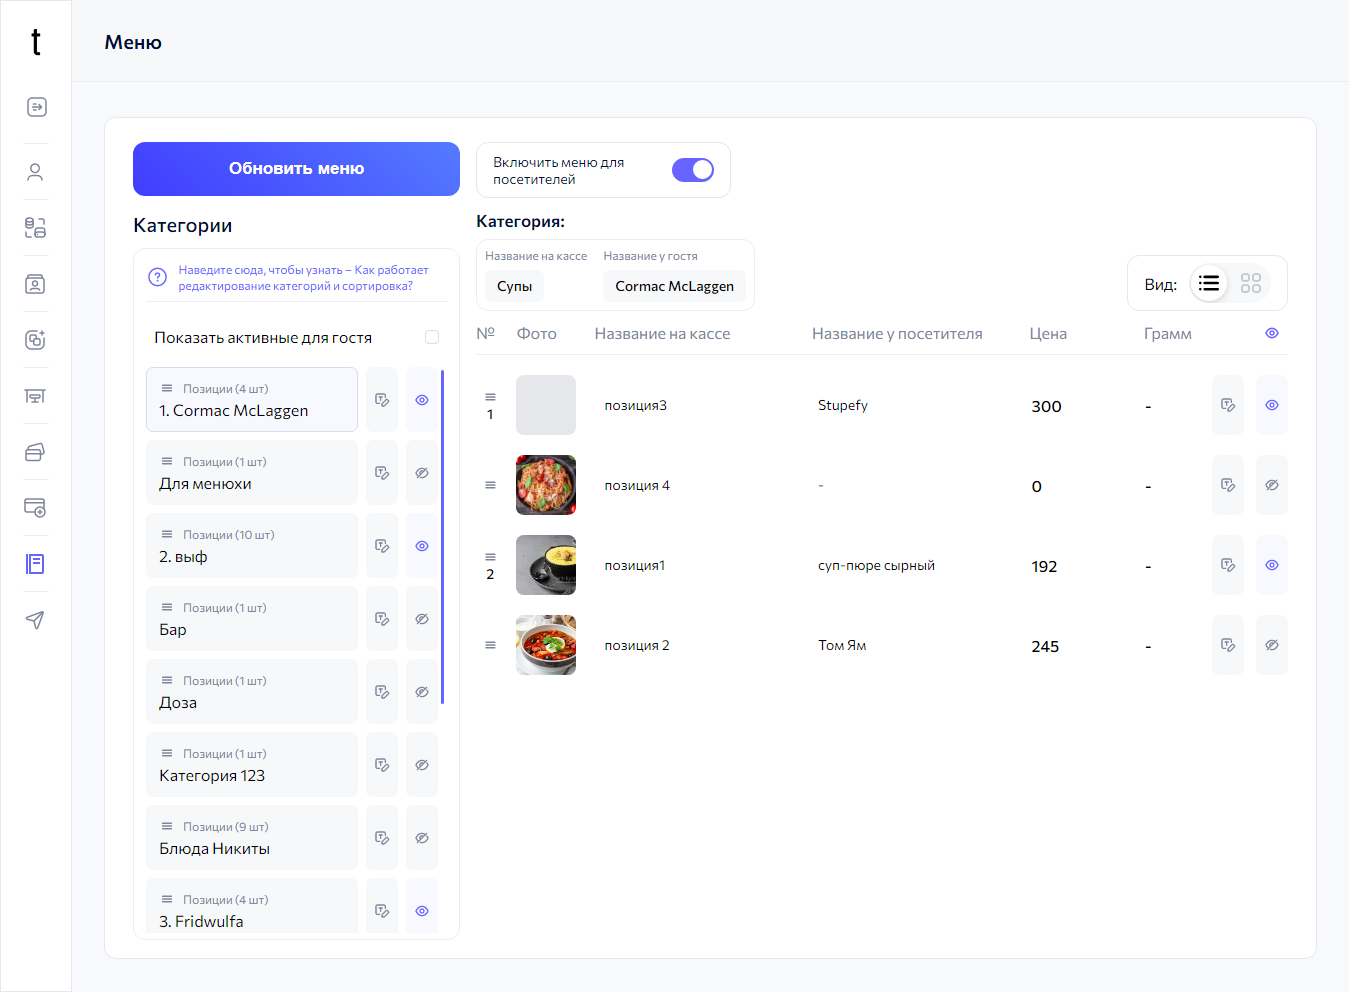 t
Меню
Обновить меню
Включить меню для
посетителей
Категории
Наведите сюда, чтобы узнать – Как работает
редактирование категорий и сортировка?
Показать активные для гостя
Позиции (4 шт)
1. Cormac McLaggen
Позиции (1 шт)
Для менюхи
Позиции (10 шт)
2. выф
Позиции (1 шт)
Бар
Позиции (1 шт)
Доза
Позиции (1 шт)
Категория 123
Позиции (9 шт)
Блюда Никиты
Позиции (4 шт)
3. Fridwulfa
Категория:
Название на кассе Название у гостя
Супы Cormac McLaggen
Вид:
№ Фото Название на кассе Название у посетителя Цена Грамм
1 позиция3 Stupefy 300 -
позиция 4 - 0 -
2 позиция1 суп-пюре сырный 192 -
позиция 2 Том Ям 245 -